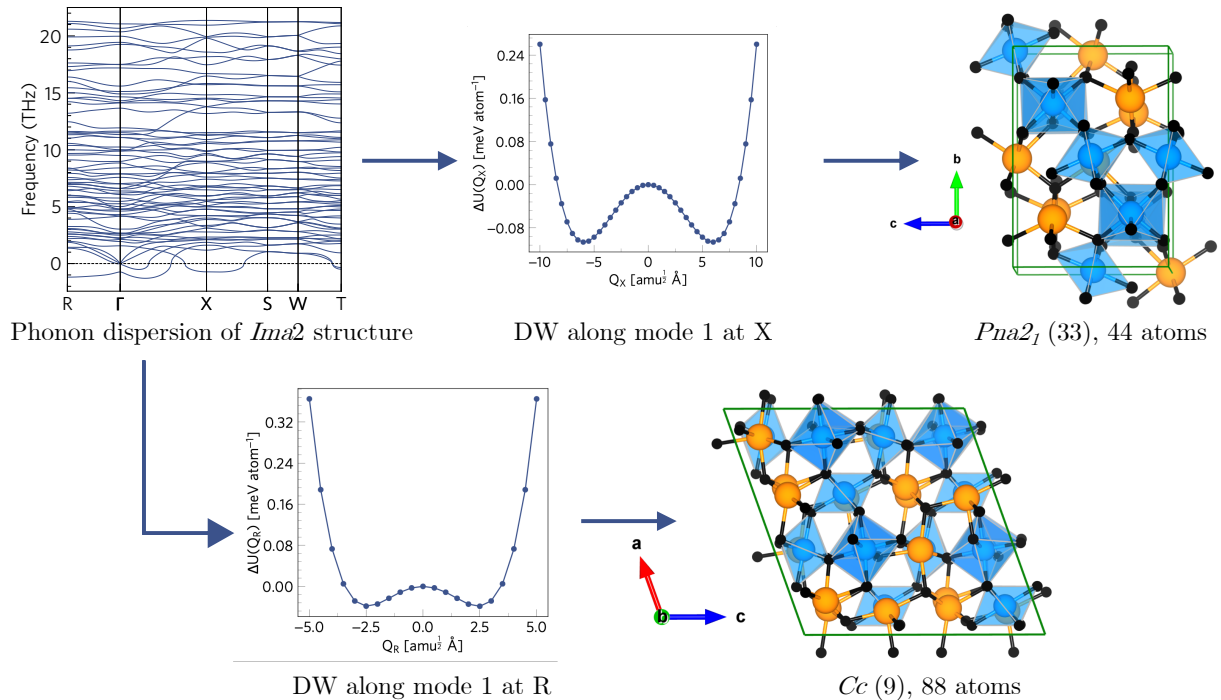 Frequency (THz)
20
15
10
5
0
R Γ X S W T
Phonon dispersion of Ima2 structure
ΔU(Q_X) [meV atom⁻¹]
0.24
0.16
0.08
0.00
−0.08
−10 −5 0 5 10
Q_X [amu^½ Å]
DW along mode 1 at X
b
c a
Pna2₁ (33), 44 atoms
ΔU(Q_R) [meV atom⁻¹]
0.32
0.24
0.16
0.08
0.00
−5.0 −2.5 0.0 2.5 5.0
Q_R [amu^½ Å]
DW along mode 1 at R
a
b c
Cc (9), 88 atoms